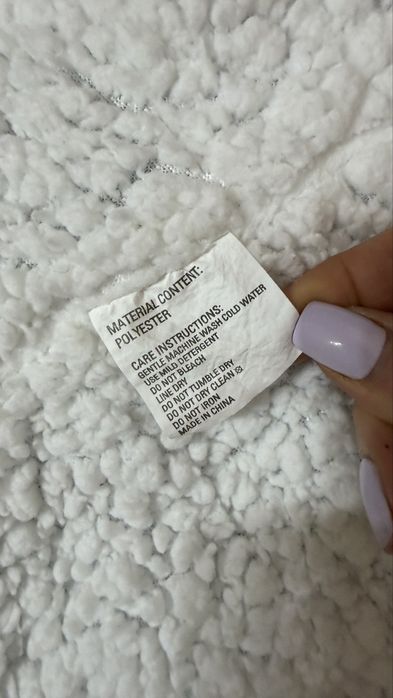 MATERIAL CONTENT:
POLYESTER
CARE INSTRUCTIONS:
GENTLE MACHINE WASH COLD WATER
USE MILD DETERGENT
DO NOT BLEACH
LINE DRY
DO NOT TUMBLE DRY
DO NOT DRY CLEAN
DO NOT IRON
MADE IN CHINA